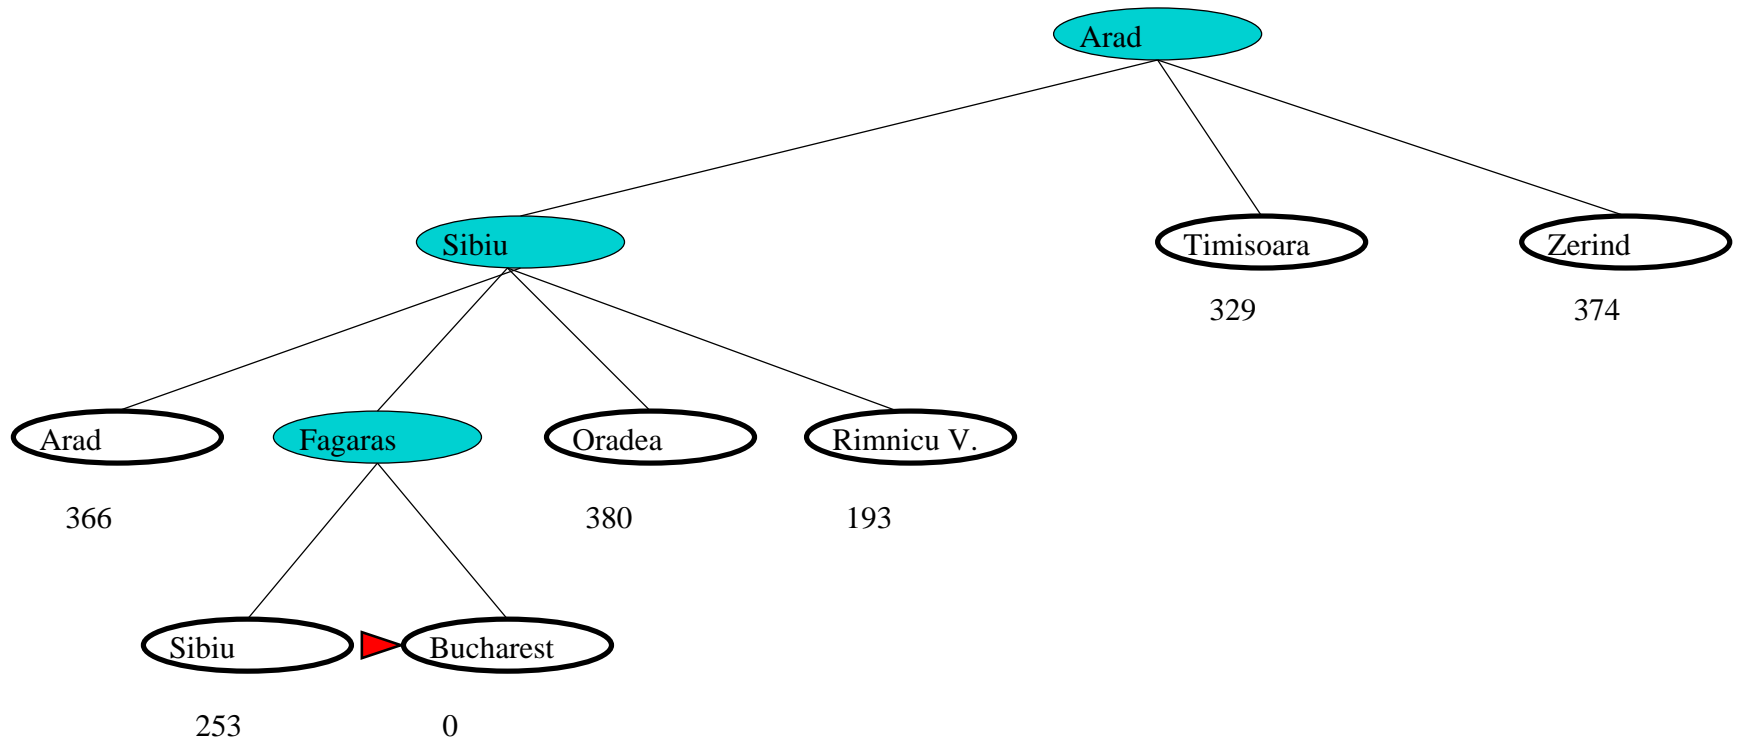 Arad
Sibiu
Timisoara
Zerind
329
374
Arad
Fagaras
Oradea
Rimnicu V.
366
380
193
Sibiu
Bucharest
253
0